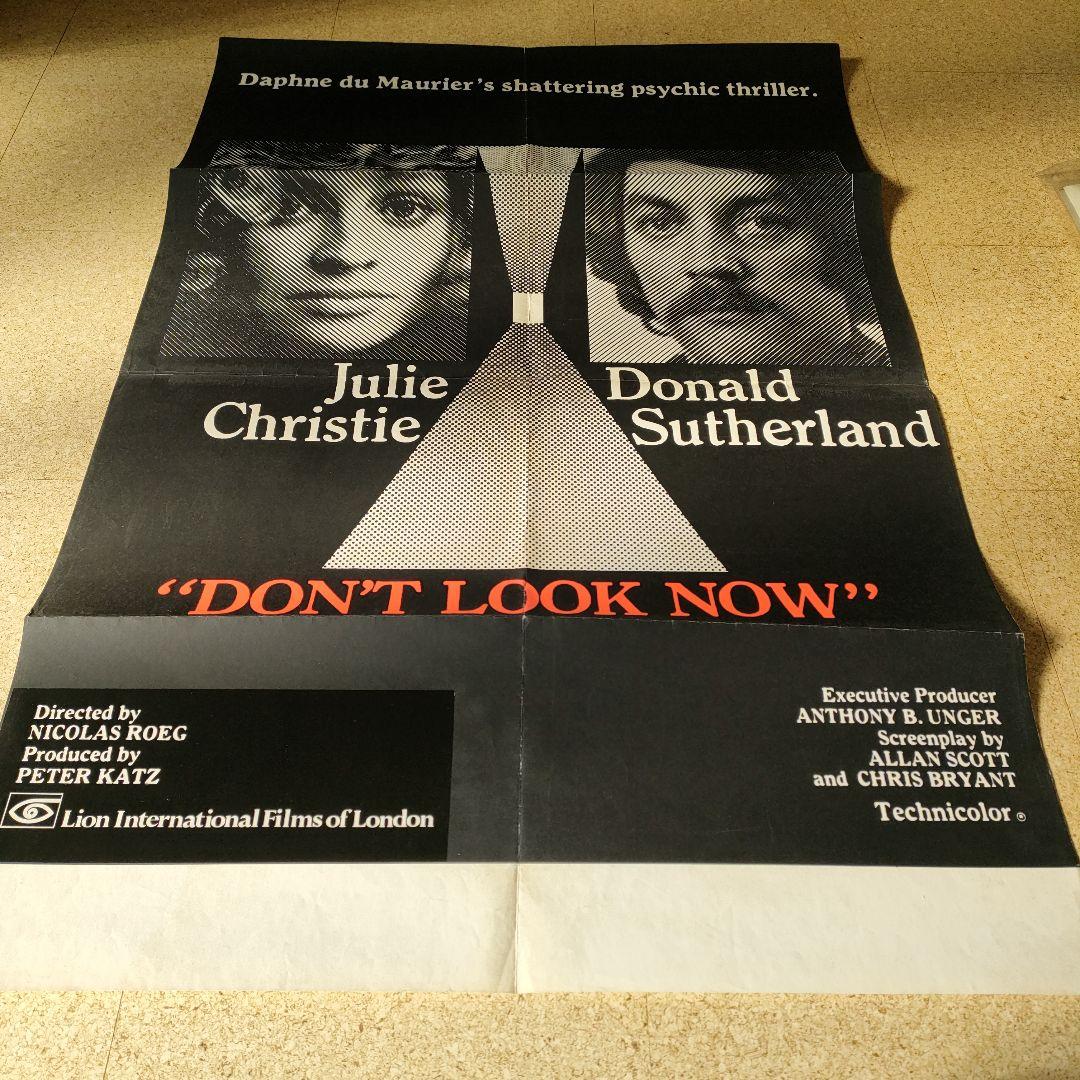 Daphne du Maurier's shattering psychic thriller.
Julie
Christie
Donald
Sutherland
“DON'T LOOK NOW”
Directed by
NICOLAS ROEG
Produced by
PETER KATZ
Lion International Films of London
Executive Producer
ANTHONY B. UNGER
Screenplay by
ALLAN SCOTT
and CHRIS BRYANT
Technicolor ®